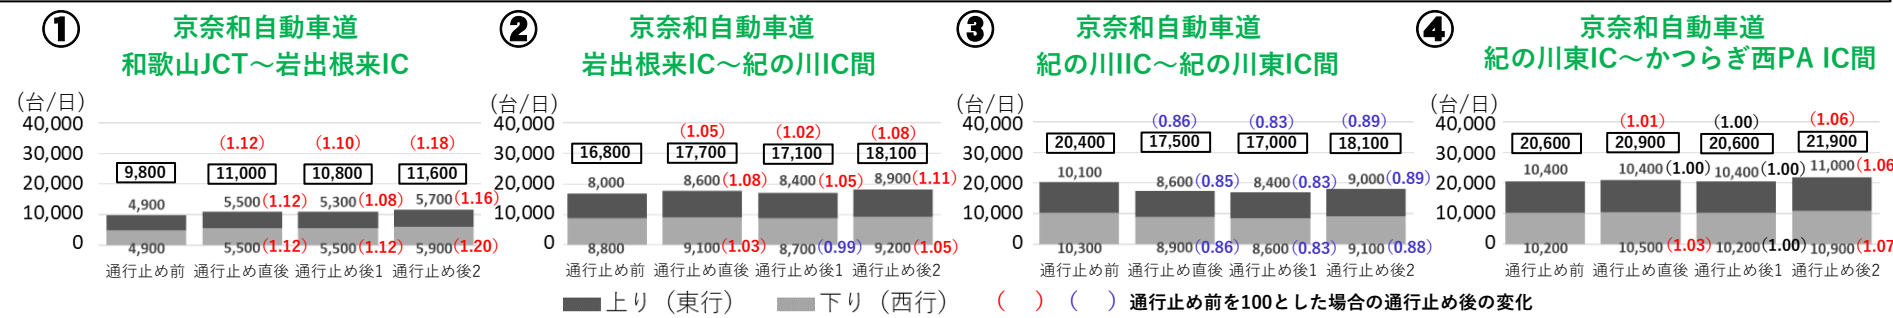 ① 京奈和自動車道
和歌山JCT～岩出根来IC
(台/日)
40,000
30,000
20,000
10,000
0
(1.12) (1.10) (1.18)
9,800 11,000 10,800 11,600
4,900 5,500(1.12) 5,300(1.08) 5,700(1.16)
4,900 5,500(1.12) 5,500(1.12) 5,900(1.20)
通行止め前 通行止め直後 通行止め後1 通行止め後2
② 京奈和自動車道
岩出根来IC～紀の川IC間
(台/日)
40,000
30,000
20,000
10,000
0
(1.05) (1.02) (1.08)
16,800 17,700 17,100 18,100
8,000 8,600(1.08) 8,400(1.05) 8,900(1.11)
8,800 9,100(1.03) 8,700(0.99) 9,200(1.05)
通行止め前 通行止め直後 通行止め後1 通行止め後2
③ 京奈和自動車道
紀の川IIC～紀の川東IC間
(台/日)
40,000
30,000
20,000
10,000
0
(0.86) (0.83) (0.89)
20,400 17,500 17,000 18,100
10,100 8,600(0.85) 8,400(0.83) 9,000(0.89)
10,300 8,900(0.86) 8,600(0.83) 9,100(0.88)
通行止め前 通行止め直後 通行止め後1 通行止め後2
④ 京奈和自動車道
紀の川東IC～かつらぎ西PA IC間
(台/日)
40,000
30,000
20,000
10,000
0
(1.01) (1.00) (1.06)
20,600 20,900 20,600 21,900
10,400 10,400(1.00) 10,400(1.00) 11,000(1.06)
10,200 10,500(1.03) 10,200(1.00) 10,900(1.07)
通行止め前 通行止め直後 通行止め後1 通行止め後2
上り（東行） 下り（西行） （ ）（ ）通行止め前を100とした場合の通行止め後の変化